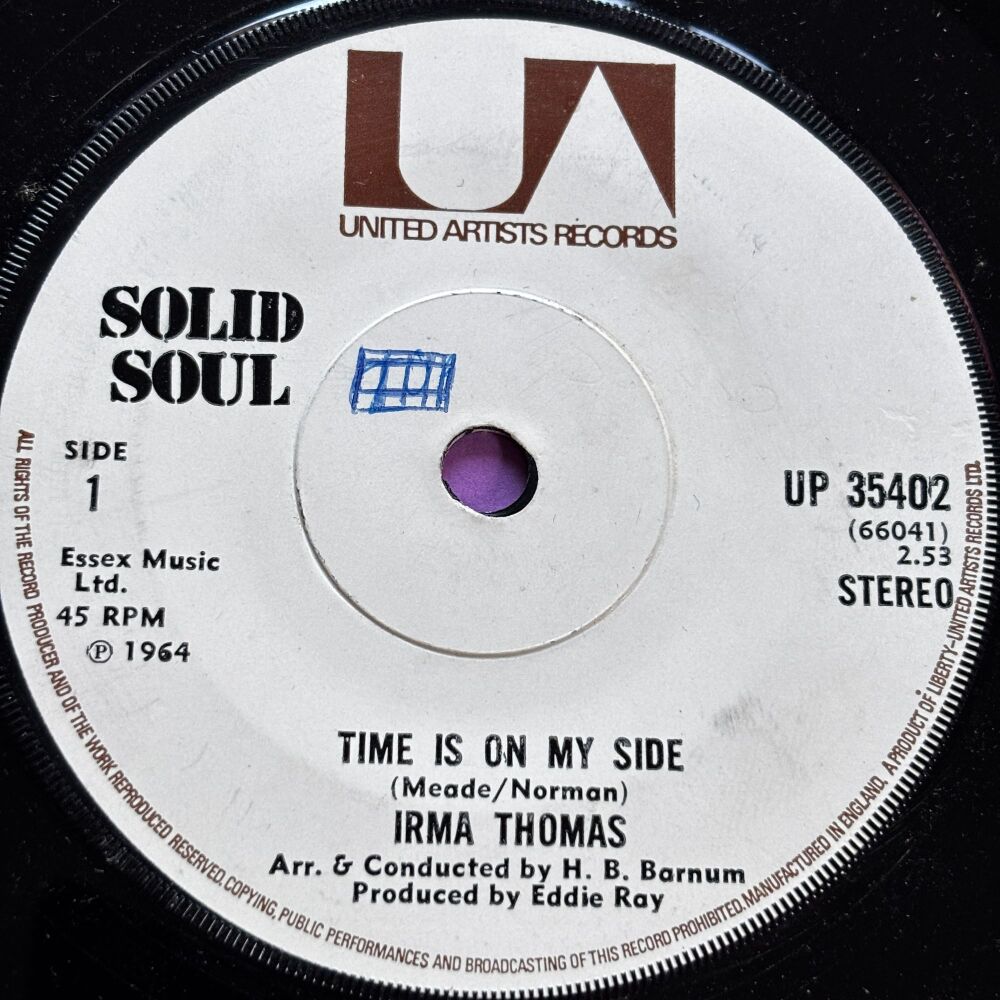 UA
UNITED ARTISTS RECORDS
SOLID
SOUL
SIDE
1
Essex Music
Ltd.
45 RPM
℗ 1964
UP 35402
(66041)
2.53
STEREO
TIME IS ON MY SIDE
(Meade/Norman)
IRMA THOMAS
Arr. & Conducted by H. B. Barnum
Produced by Eddie Ray
ALL RIGHTS OF THE RECORD PRODUCER AND OF THE WORK REPRODUCED RESERVED. COPYING, PUBLIC PERFORMANCES AND BROADCASTING OF THIS RECORD PROHIBITED. MANUFACTURED IN ENGLAND. A PRODUCT OF LIBERTY-UNITED ARTISTS RECORDS LTD.